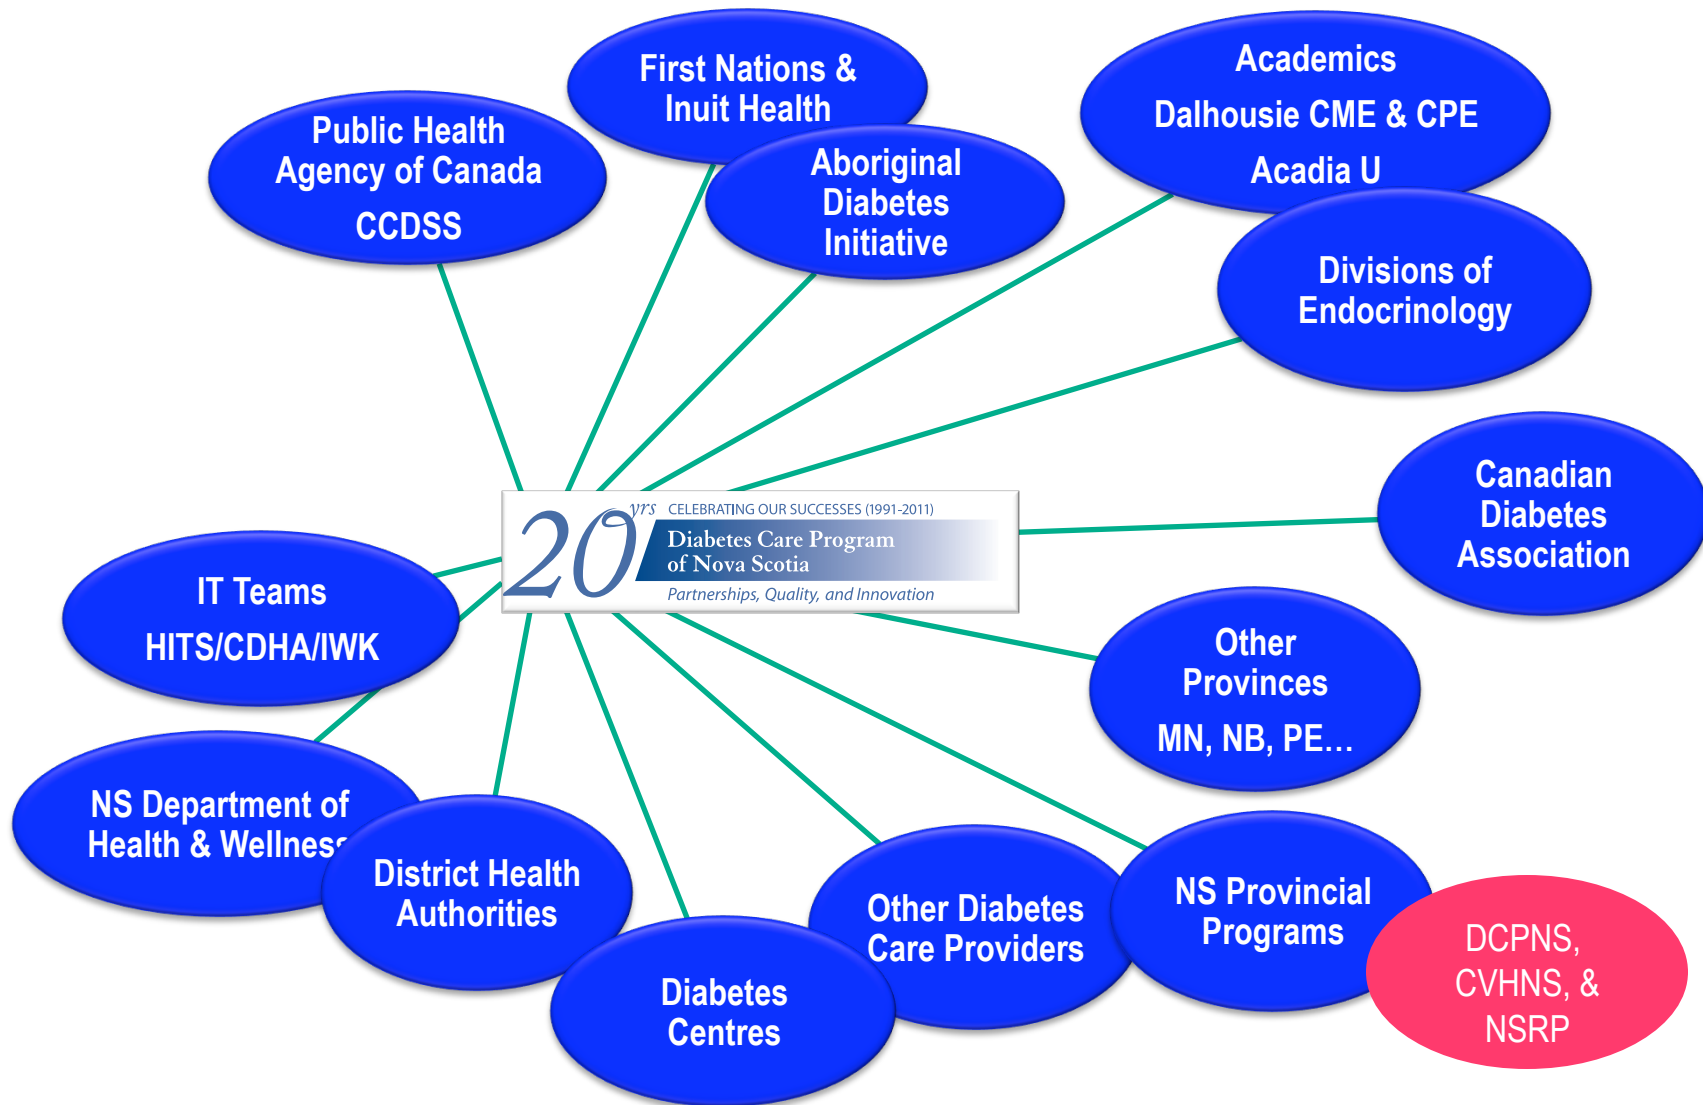 First Nations &
Inuit Health
Academics
Dalhousie CME & CPE
Acadia U
Public Health
Agency of Canada
CCDSS
Aboriginal
Diabetes
Initiative
Divisions of
Endocrinology
Canadian
Diabetes
Association
20 yrs CELEBRATING OUR SUCCESSES (1991-2011)
Diabetes Care Program
of Nova Scotia
Partnerships, Quality, and Innovation
IT Teams
HITS/CDHA/IWK
Other
Provinces
MN, NB, PE…
NS Department of
Health & Wellness
District Health
Authorities
Diabetes
Centres
Other Diabetes
Care Providers
NS Provincial
Programs
DCPNS,
CVHNS, &
NSRP